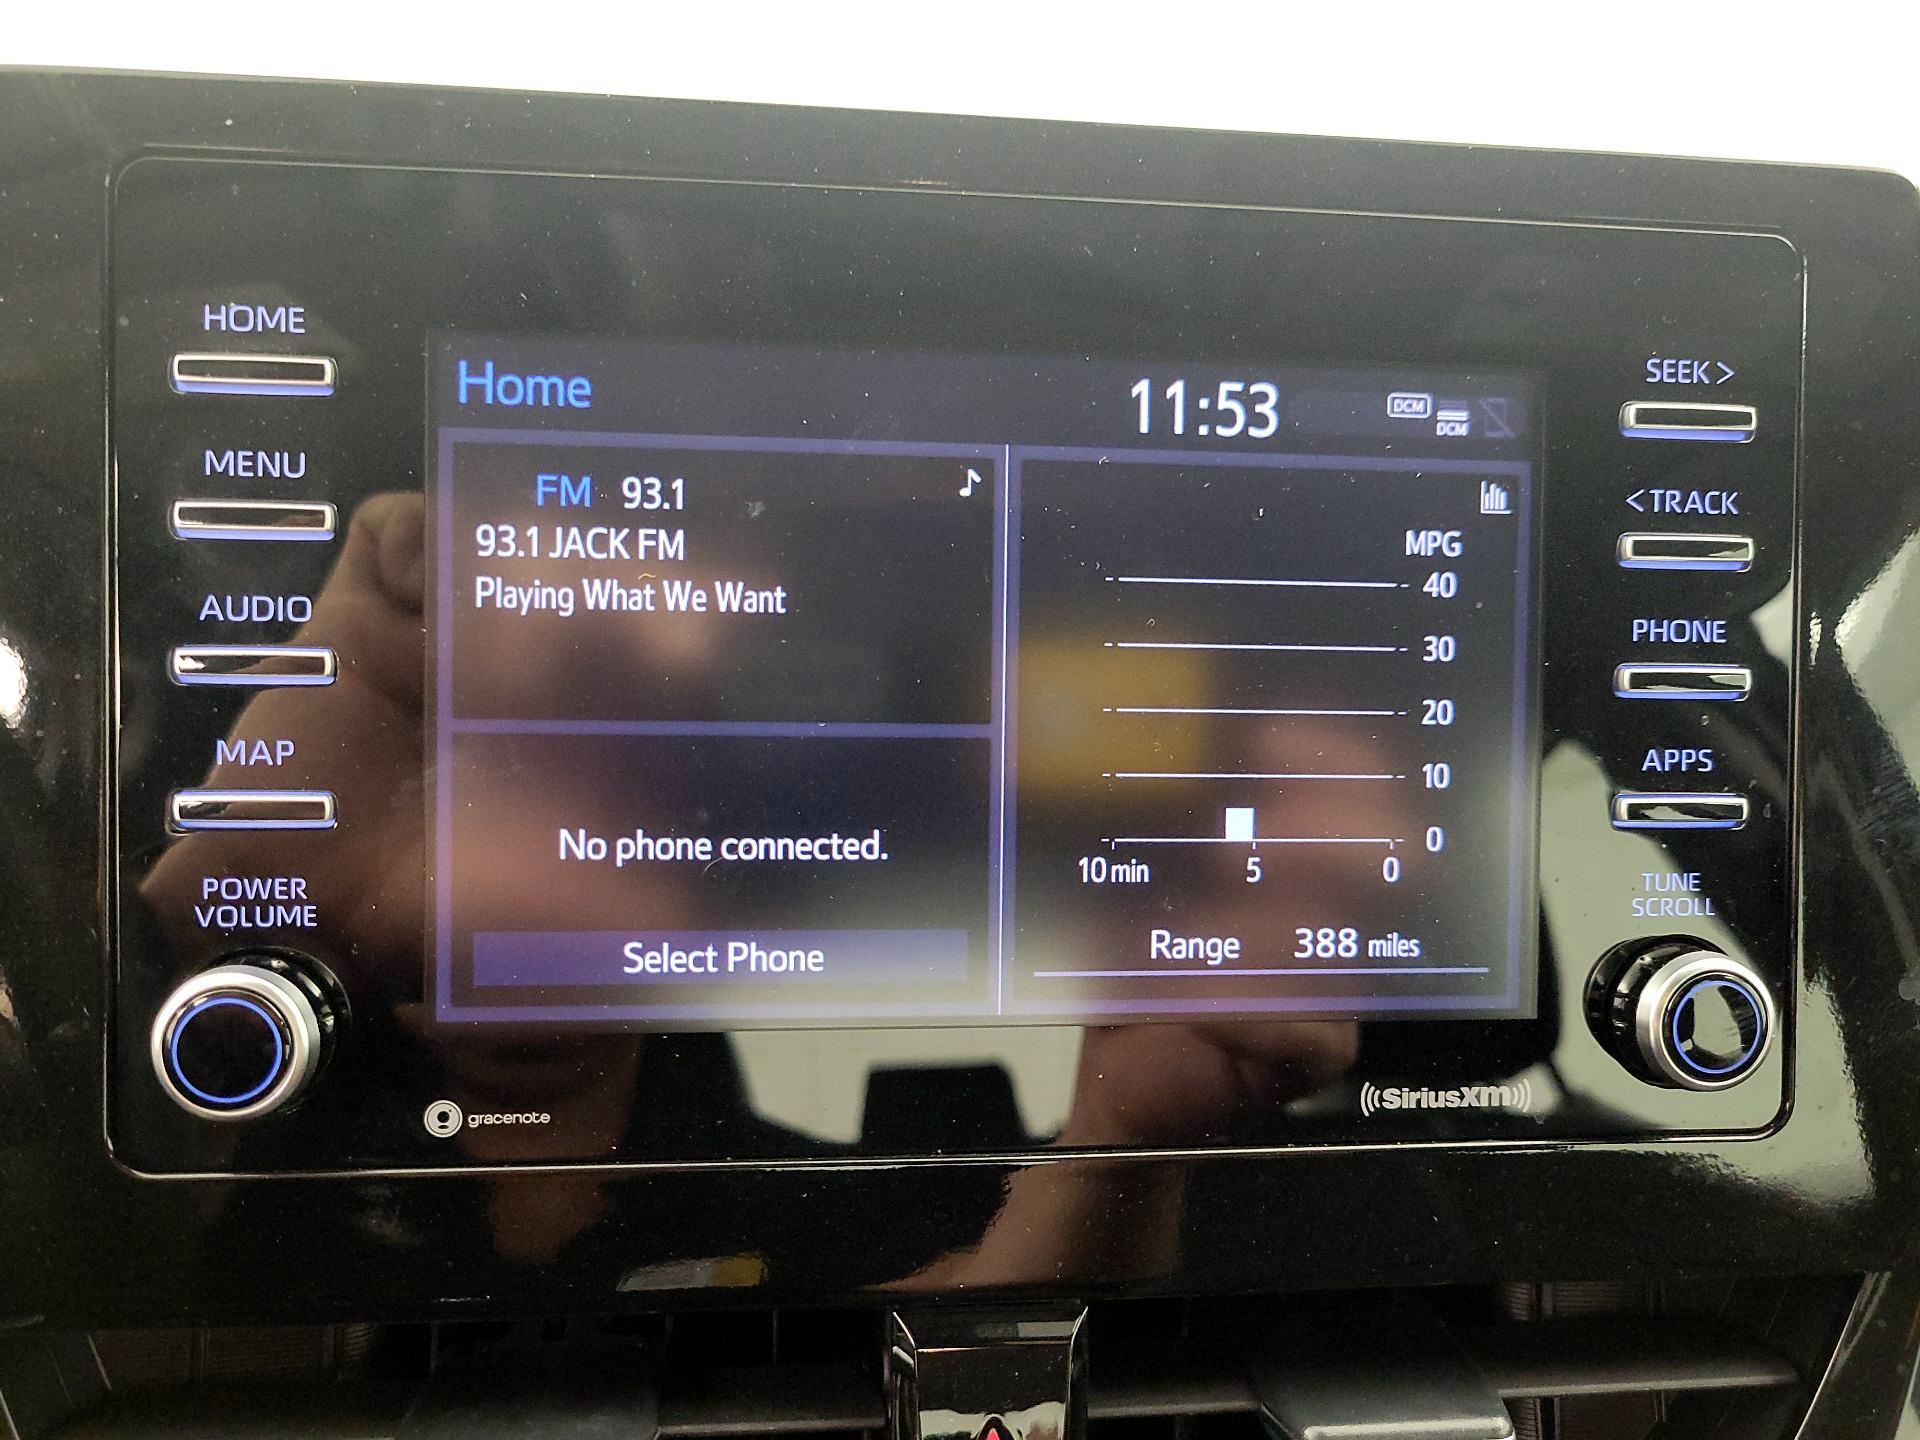 HOME
MENU
AUDIO
MAP
POWER
VOLUME
Home
11:53
DCM
DCM
FM 93.1
93.1 JACK FM
Playing What We Want
No phone connected.
Select Phone
MPG
40
30
20
10
0
10 min 5 0
Range 388 miles
SEEK >
< TRACK
PHONE
APPS
TUNE
SCROLL
gracenote
SiriusXM